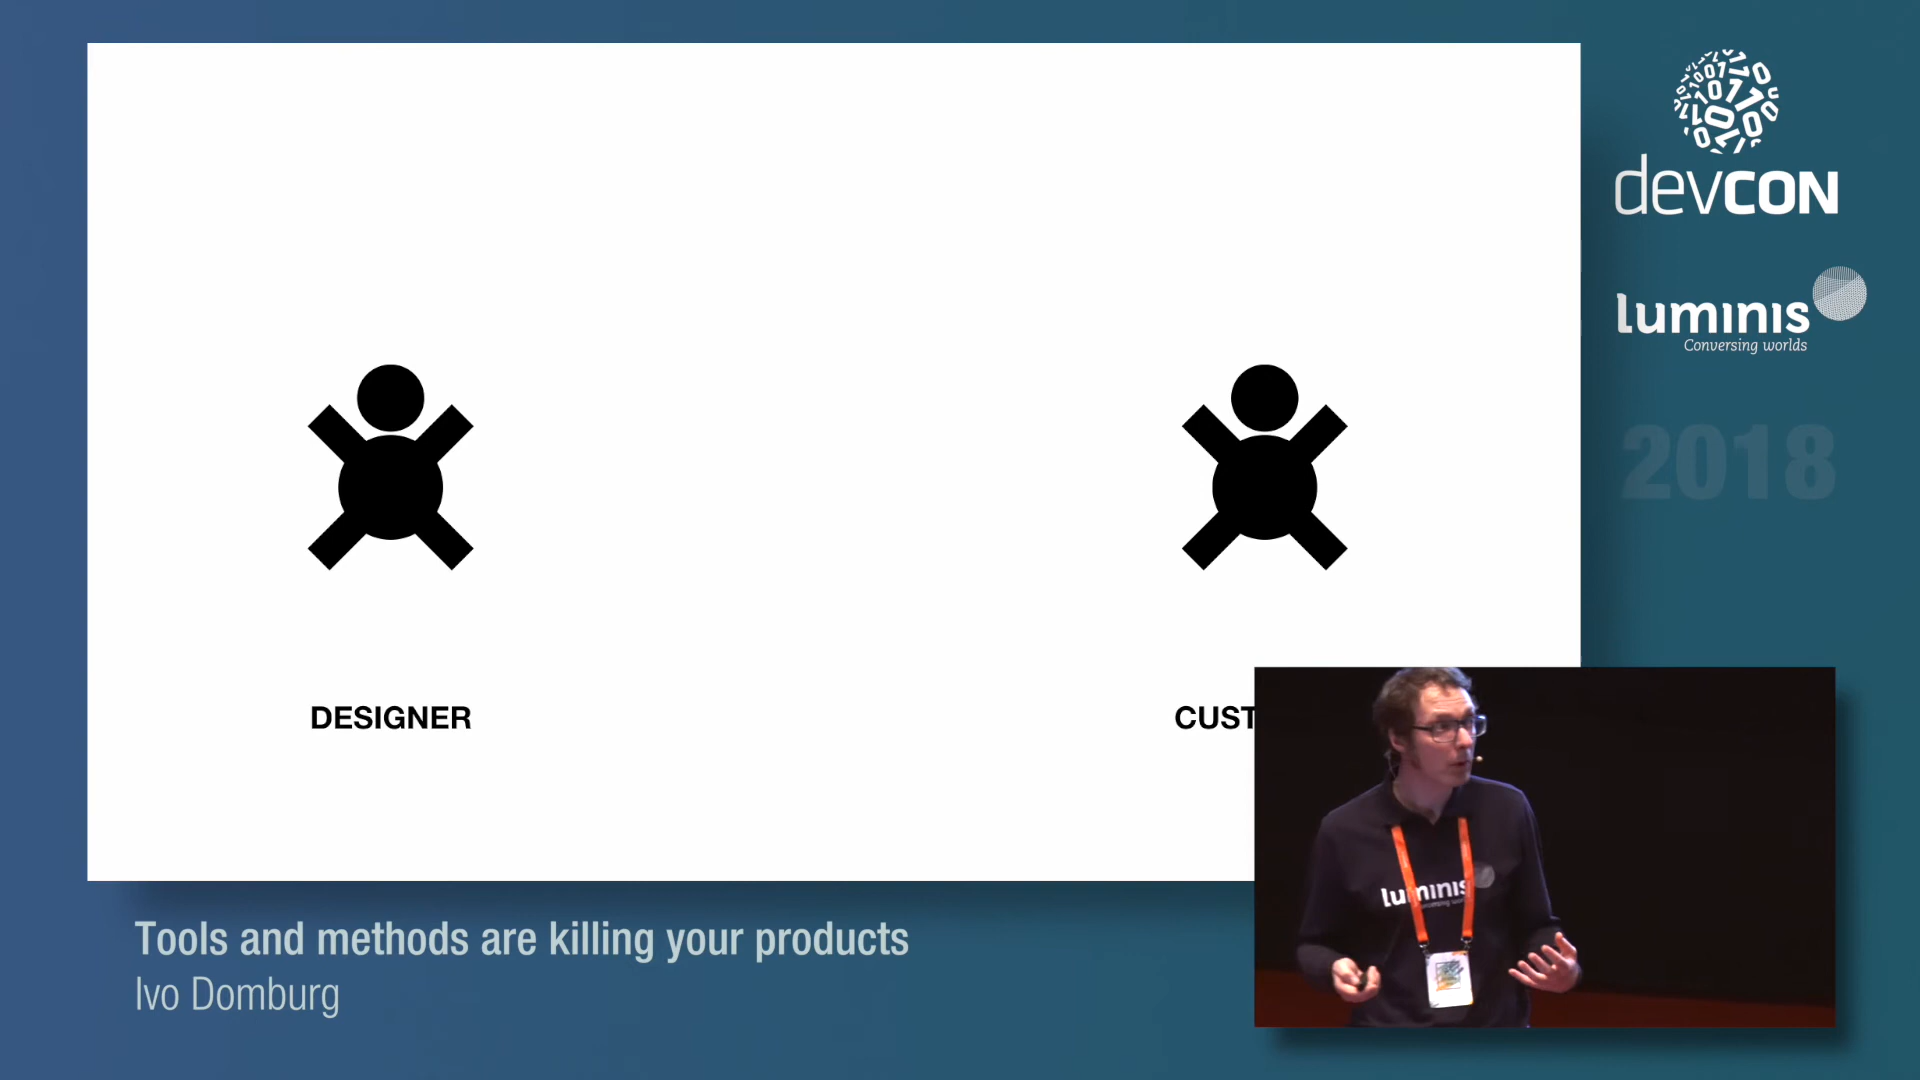 DESIGNER
CUST
devcon
luminis
Conversing worlds
2018
luminis
Tools and methods are killing your products
Ivo Domburg